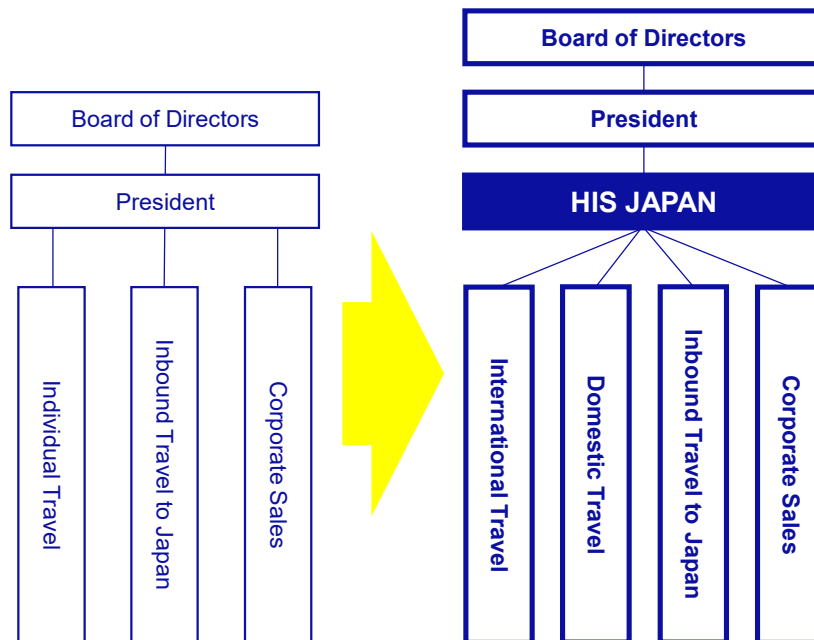 Board of Directors
President
Individual Travel
Inbound Travel to Japan
Corporate Sales
Board of Directors
President
HIS JAPAN
International Travel
Domestic Travel
Inbound Travel to Japan
Corporate Sales